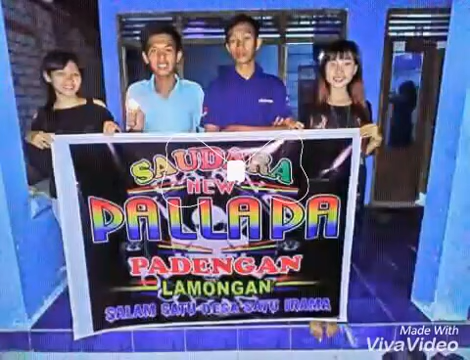 SAUDARA
NEW
PALLAPA
PADENGAN
LAMONGAN
SALAM SATU DESA SATU IRAMA
Made With
VivaVideo